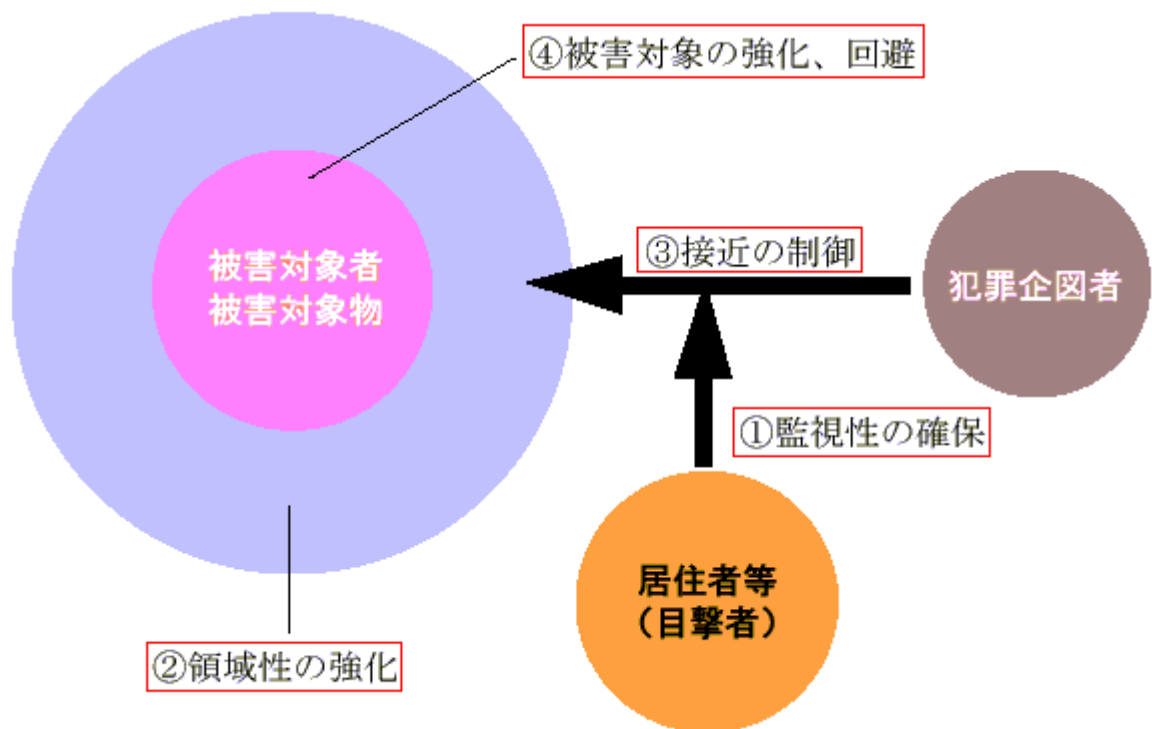 ④被害対象の強化、回避
被害対象者
被害対象物
③接近の制御
犯罪企図者
①監視性の確保
居住者等
（目撃者）
②領域性の強化